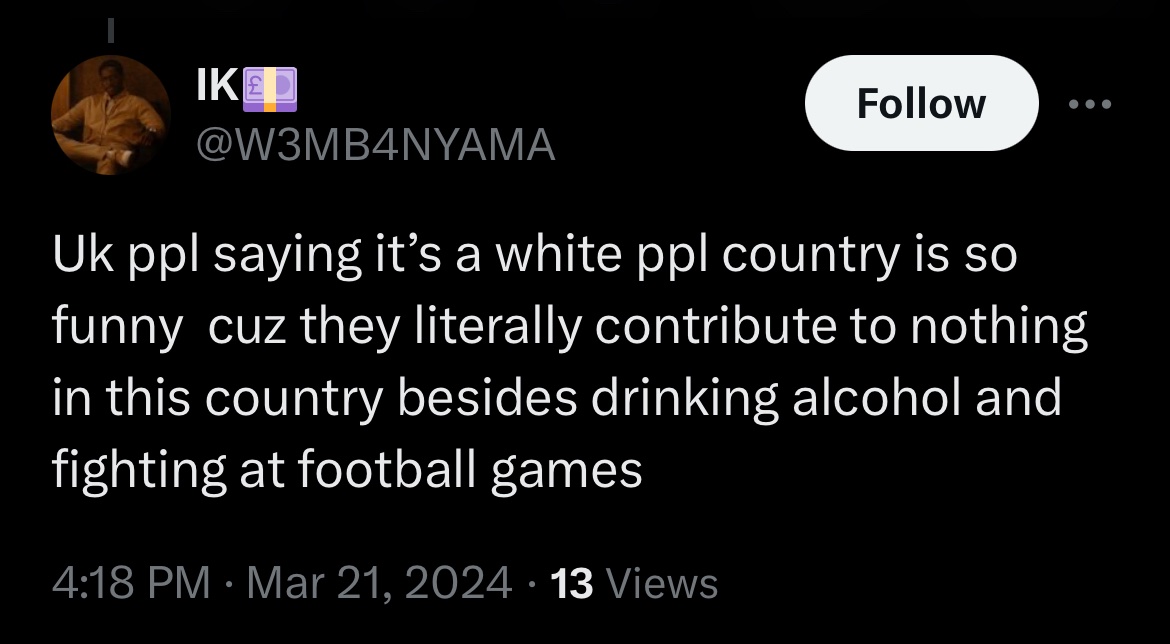 IK💷
@W3MB4NYAMA
Follow
Uk ppl saying it’s a white ppl country is so
funny  cuz they literally contribute to nothing
in this country besides drinking alcohol and
fighting at football games
4:18 PM · Mar 21, 2024 · 13 Views